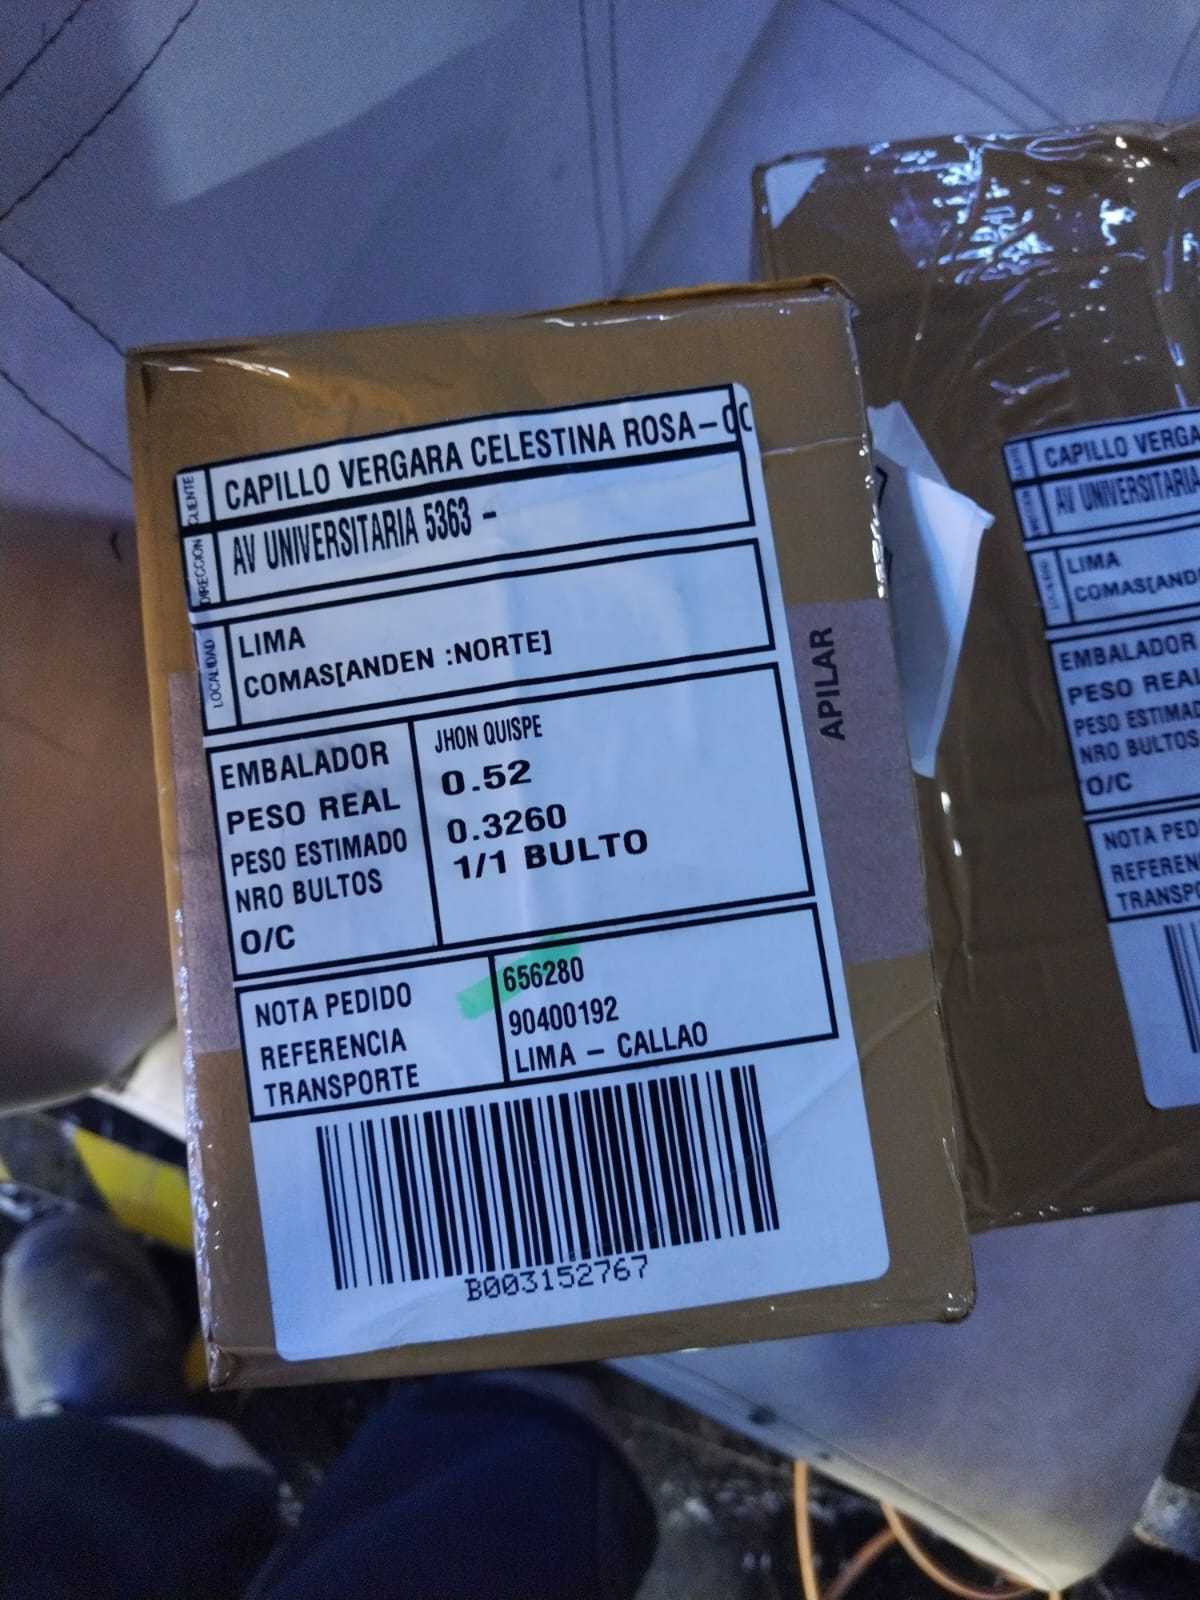 CLIENTE CAPILLO VERGARA CELESTINA ROSA-
DIRECCION AV UNIVERSITARIA 5363 -
LOCALIDAD LIMA
COMAS[ANDEN :NORTE]
EMBALADOR JHON QUISPE
PESO REAL 0.52
PESO ESTIMADO 0.3260
NRO BULTOS 1/1 BULTO
O/C
NOTA PEDIDO 656280
REFERENCIA 90400192
TRANSPORTE LIMA - CALLAO
B003152767
APILAR
CAPILLO
AV UNIVERSITARIA
LIMA
EMBALADOR
PESO REAL
NRO BULTOS
O/C
NOTA